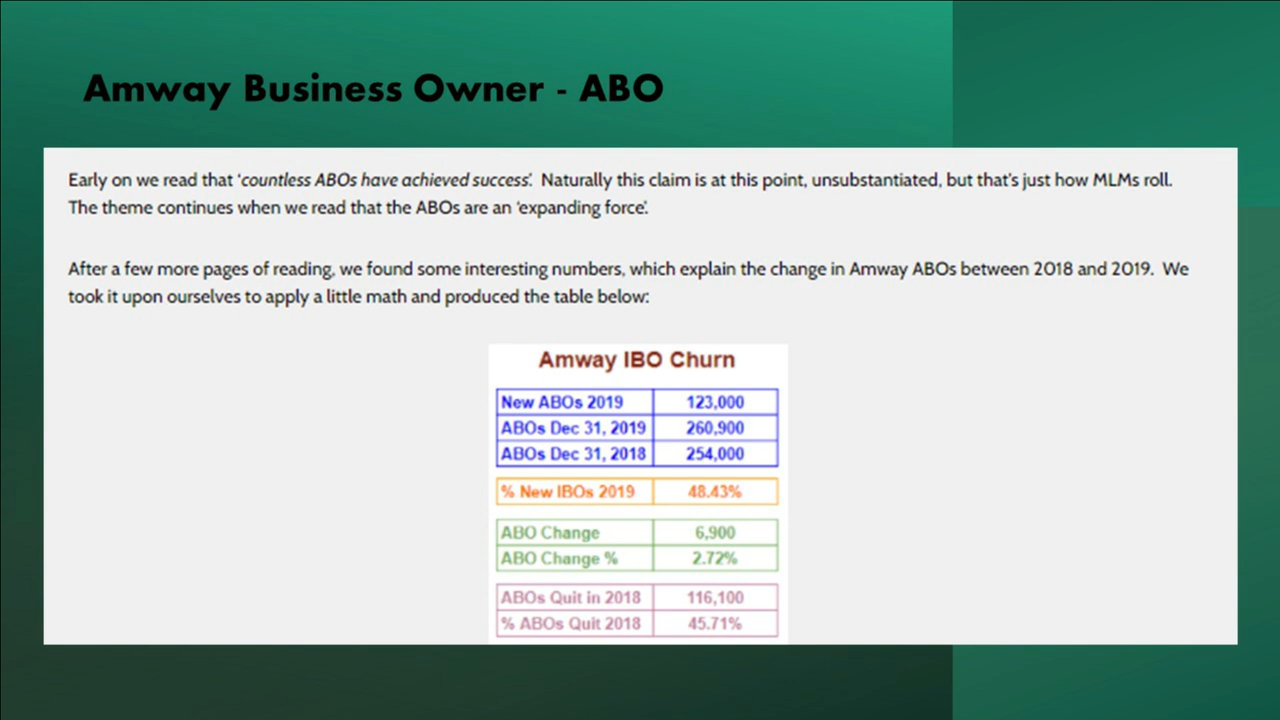 Amway Business Owner - ABO
Early on we read that ‘countless ABOs have achieved success’. Naturally this claim is at this point, unsubstantiated, but that’s just how MLMs roll.
The theme continues when we read that the ABOs are an ‘expanding force’.
After a few more pages of reading, we found some interesting numbers, which explain the change in Amway ABOs between 2018 and 2019. We
took it upon ourselves to apply a little math and produced the table below:
Amway IBO Churn
New ABOs 2019 123,000
ABOs Dec 31, 2019 260,900
ABOs Dec 31, 2018 254,000
% New IBOs 2019 48.43%
ABO Change 6,900
ABO Change % 2.72%
ABOs Quit in 2018 116,100
% ABOs Quit 2018 45.71%